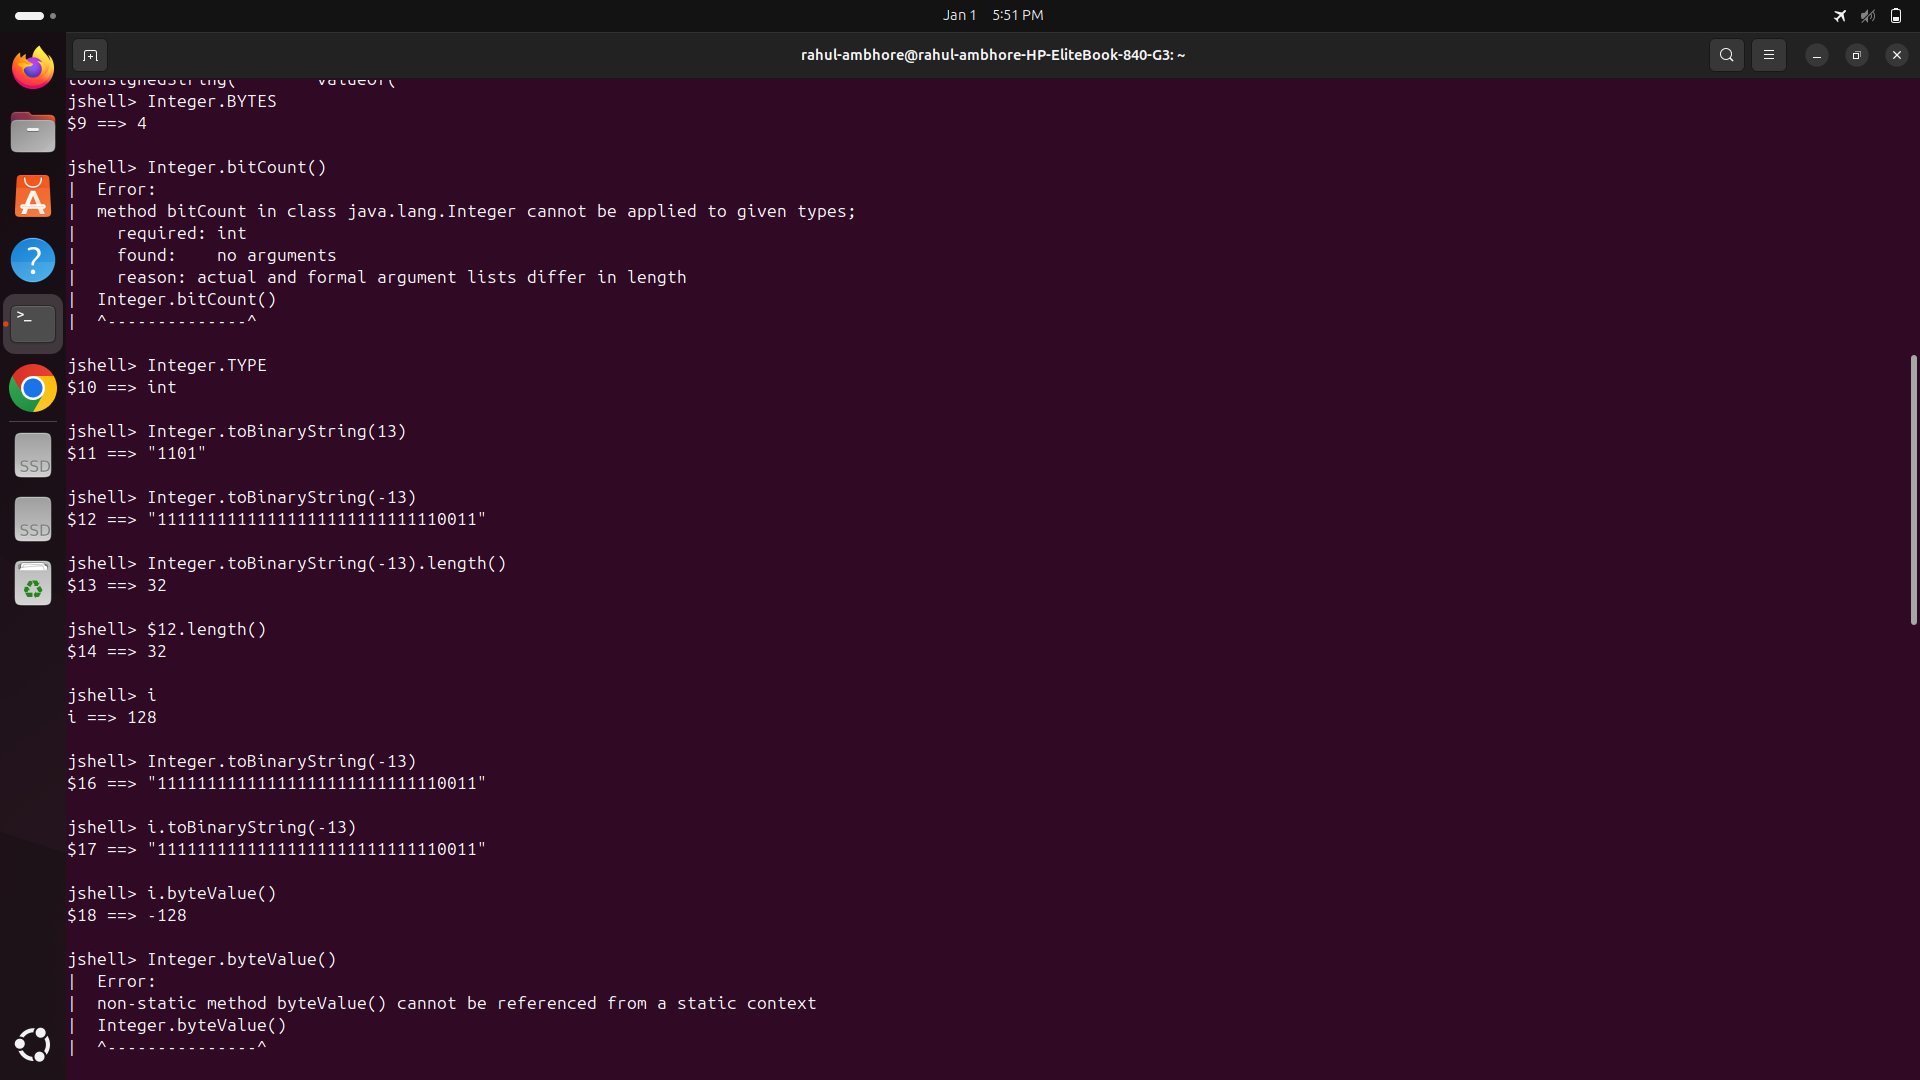 Jan 1 5:51 PM
rahul-ambhore@rahul-ambhore-HP-EliteBook-840-G3: ~
toUnsignedString( valueOf(
jshell> Integer.BYTES
$9 ==> 4
jshell> Integer.bitCount()
| Error:
| method bitCount in class java.lang.Integer cannot be applied to given types;
| required: int
| found: no arguments
| reason: actual and formal argument lists differ in length
| Integer.bitCount()
| ^--------------^
jshell> Integer.TYPE
$10 ==> int
jshell> Integer.toBinaryString(13)
$11 ==> "1101"
jshell> Integer.toBinaryString(-13)
$12 ==> "11111111111111111111111111110011"
jshell> Integer.toBinaryString(-13).length()
$13 ==> 32
jshell> $12.length()
$14 ==> 32
jshell> i
i ==> 128
jshell> Integer.toBinaryString(-13)
$16 ==> "11111111111111111111111111110011"
jshell> i.toBinaryString(-13)
$17 ==> "11111111111111111111111111110011"
jshell> i.byteValue()
$18 ==> -128
jshell> Integer.byteValue()
| Error:
| non-static method byteValue() cannot be referenced from a static context
| Integer.byteValue()
| ^---------------^
SSD
SSD